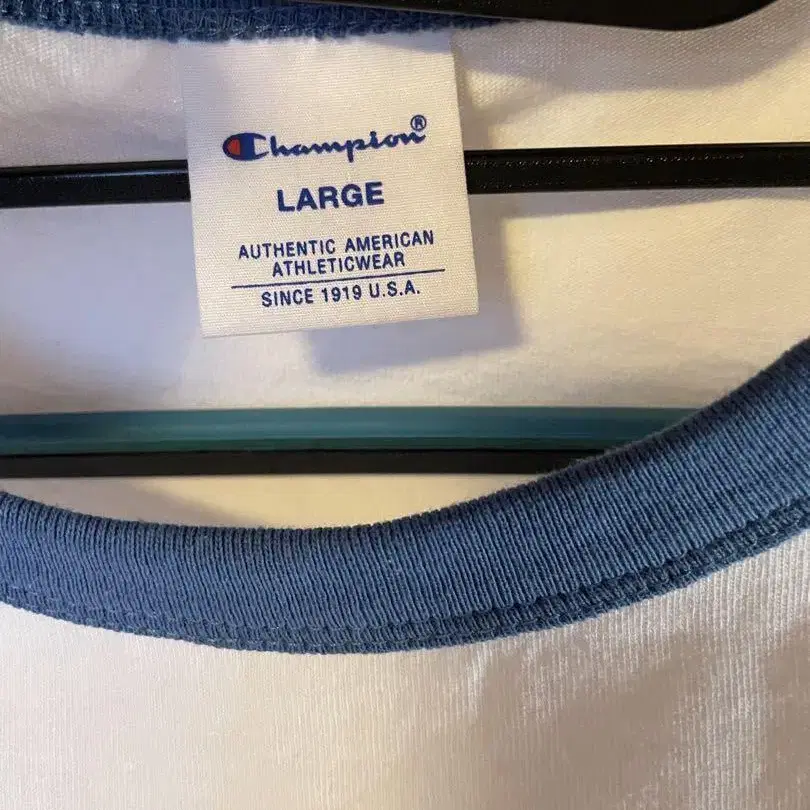 Champion®
LARGE
AUTHENTIC AMERICAN
ATHLETICWEAR
SINCE 1919 U.S.A.